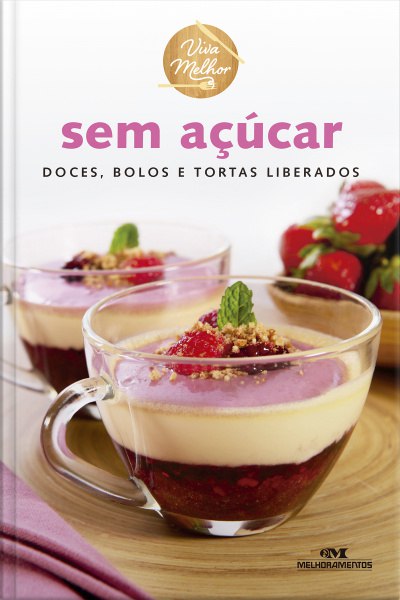 Viva
Melhor
sem açúcar
DOCES, BOLOS E TORTAS LIBERADOS
MELHORAMENTOS